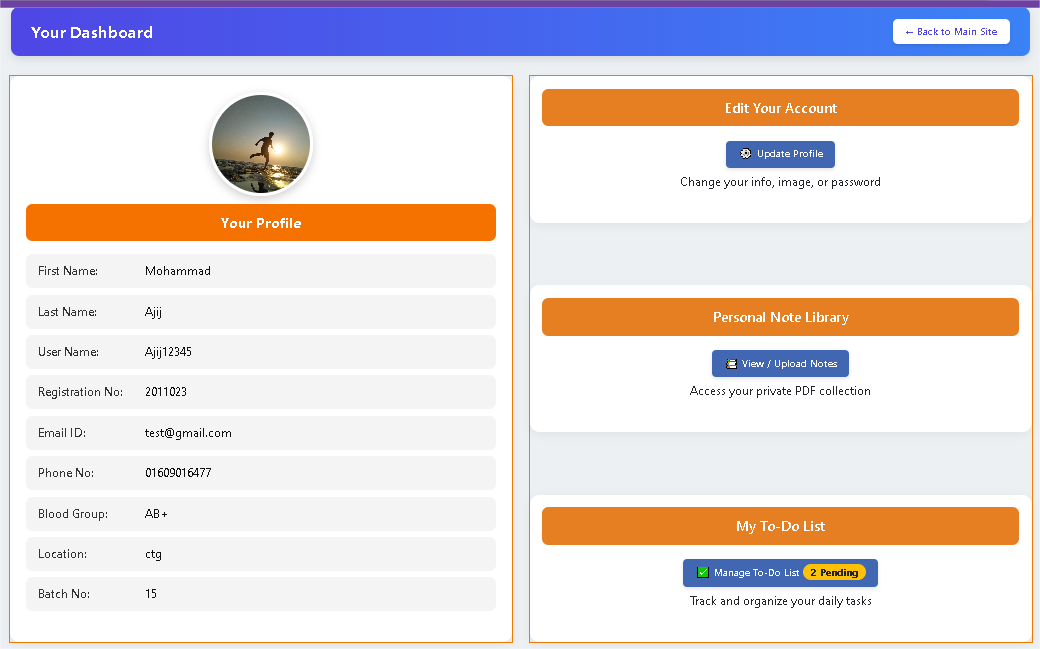 Your Dashboard
← Back to Main Site
Your Profile
First Name: Mohammad
Last Name: Ajij
User Name: Ajij12345
Registration No: 2011023
Email ID: test@gmail.com
Phone No: 01609016477
Blood Group: AB+
Location: ctg
Batch No: 15
Edit Your Account
Update Profile
Change your info, image, or password
Personal Note Library
View / Upload Notes
Access your private PDF collection
My To-Do List
Manage To-Do List 2 Pending
Track and organize your daily tasks